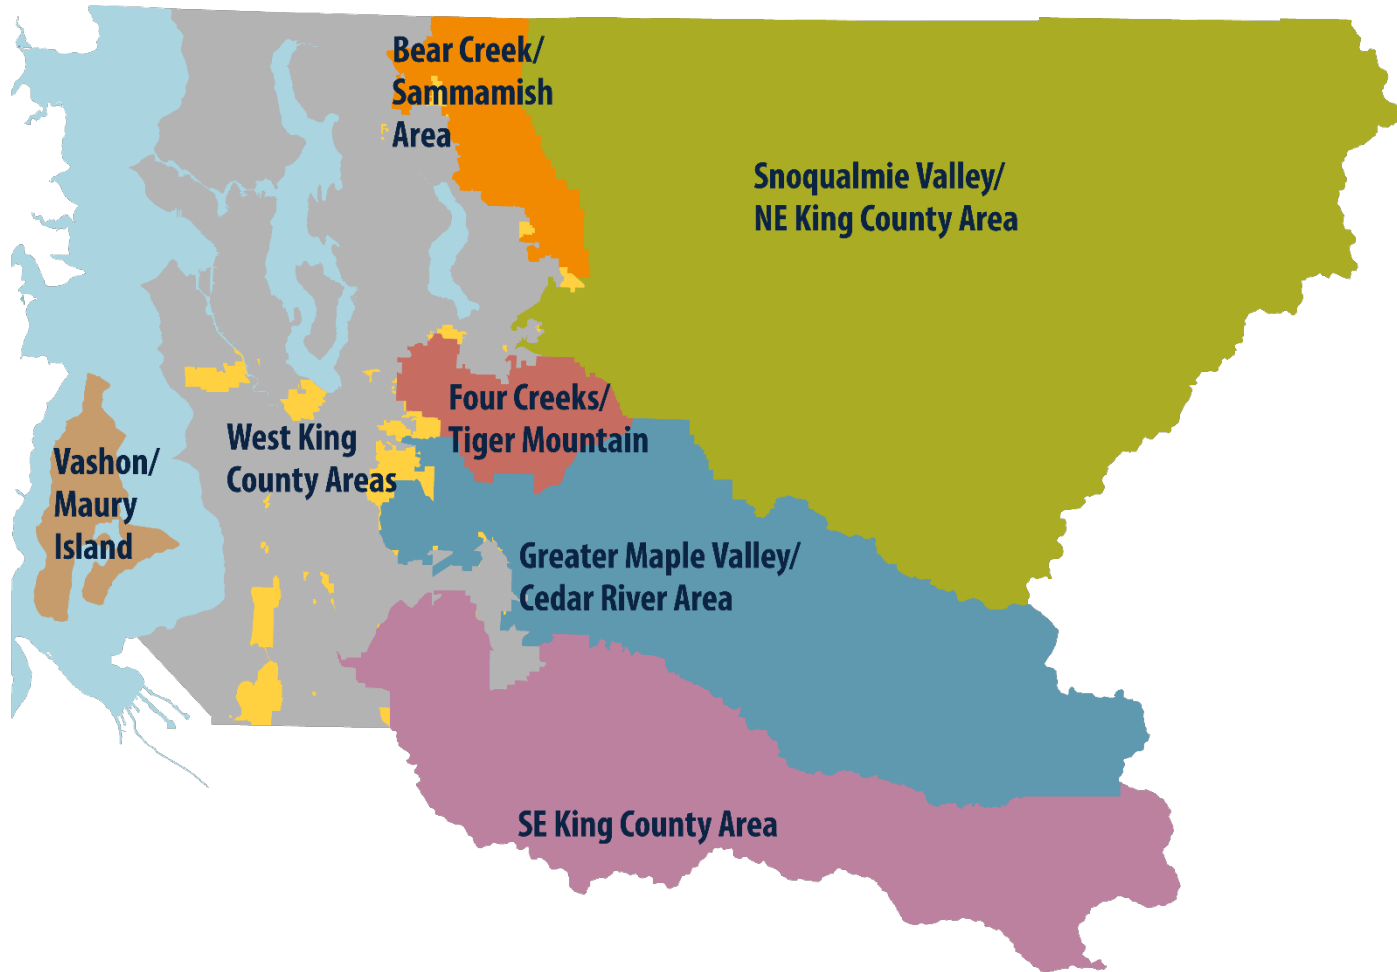 Bear Creek/
Sammamish
Area
Snoqualmie Valley/
NE King County Area
Four Creeks/
Tiger Mountain
West King
County Areas
Vashon/
Maury
Island
Greater Maple Valley/
Cedar River Area
SE King County Area